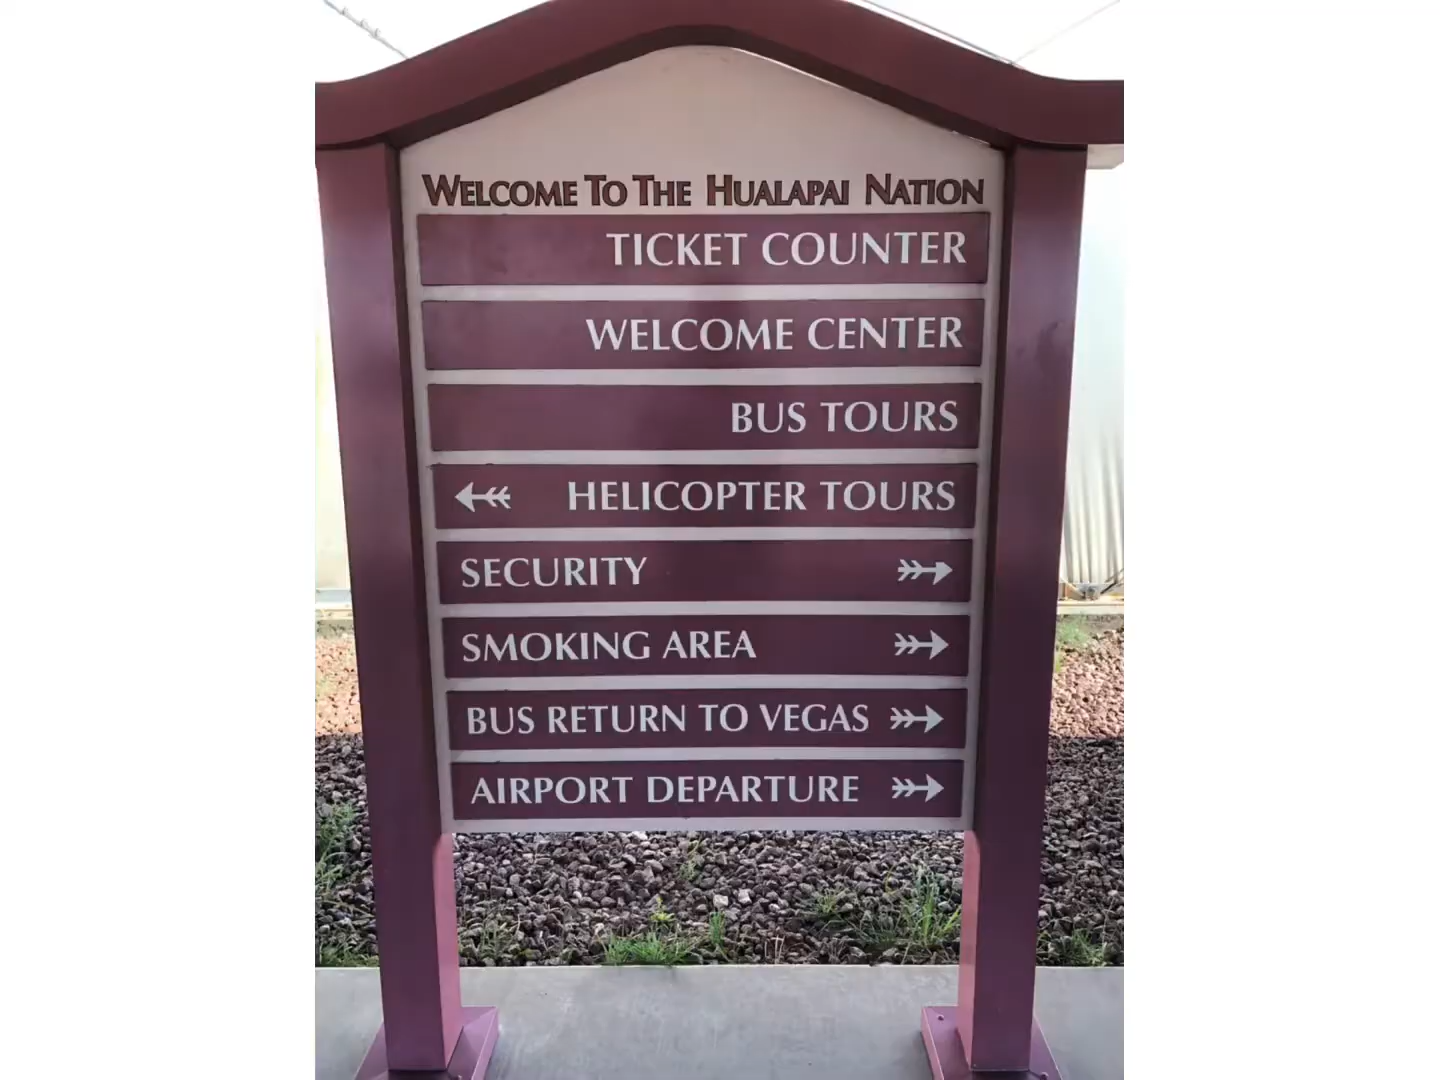 WELCOME TO THE HUALAPAI NATION
TICKET COUNTER
WELCOME CENTER
BUS TOURS
HELICOPTER TOURS
SECURITY
SMOKING AREA
BUS RETURN TO VEGAS
AIRPORT DEPARTURE